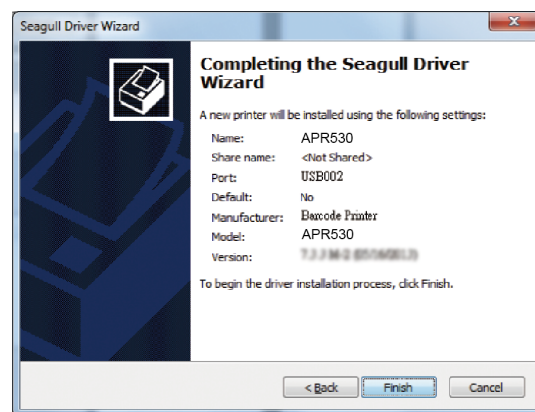 Seagull Driver Wizard
Completing the Seagull Driver
Wizard
A new printer will be installed using the following settings:
Name: APR530
Share name: <Not Shared>
Port: USB002
Default: No
Manufacturer: Barcode Printer
Model: APR530
Version:
To begin the driver installation process, click Finish.
< Back Finish Cancel